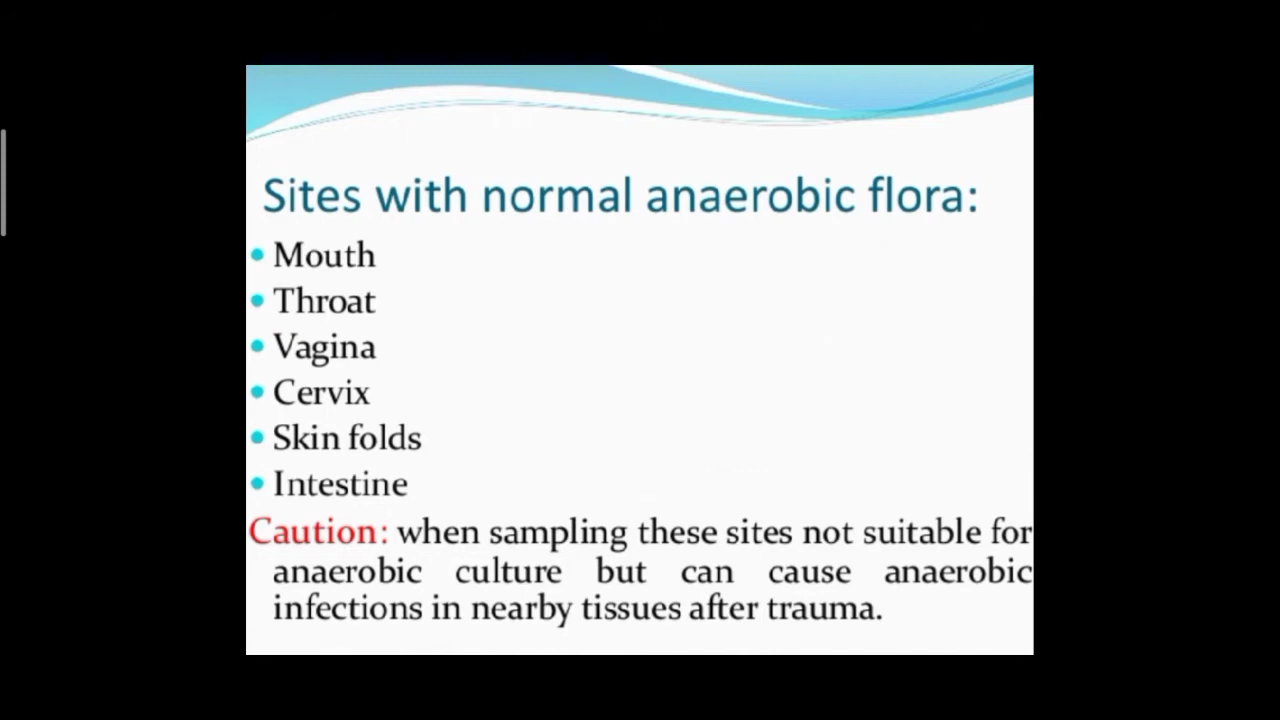 Sites with normal anaerobic flora:
• Mouth
• Throat
• Vagina
• Cervix
• Skin folds
• Intestine
Caution: when sampling these sites not suitable for
anaerobic culture but can cause anaerobic
infections in nearby tissues after trauma.